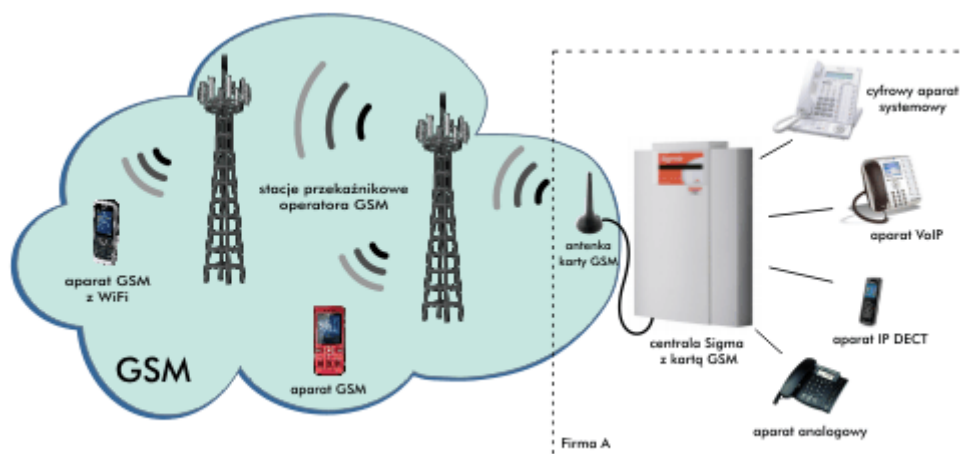 stacje przekaźnikowe
operatora GSM
aparat GSM
z WiFi
GSM
aparat GSM
antenka
karty GSM
Sigma
centrala Sigma
z kartą GSM
cyfrowy aparat
systemowy
aparat VoIP
aparat IP DECT
aparat analogowy
Firma A